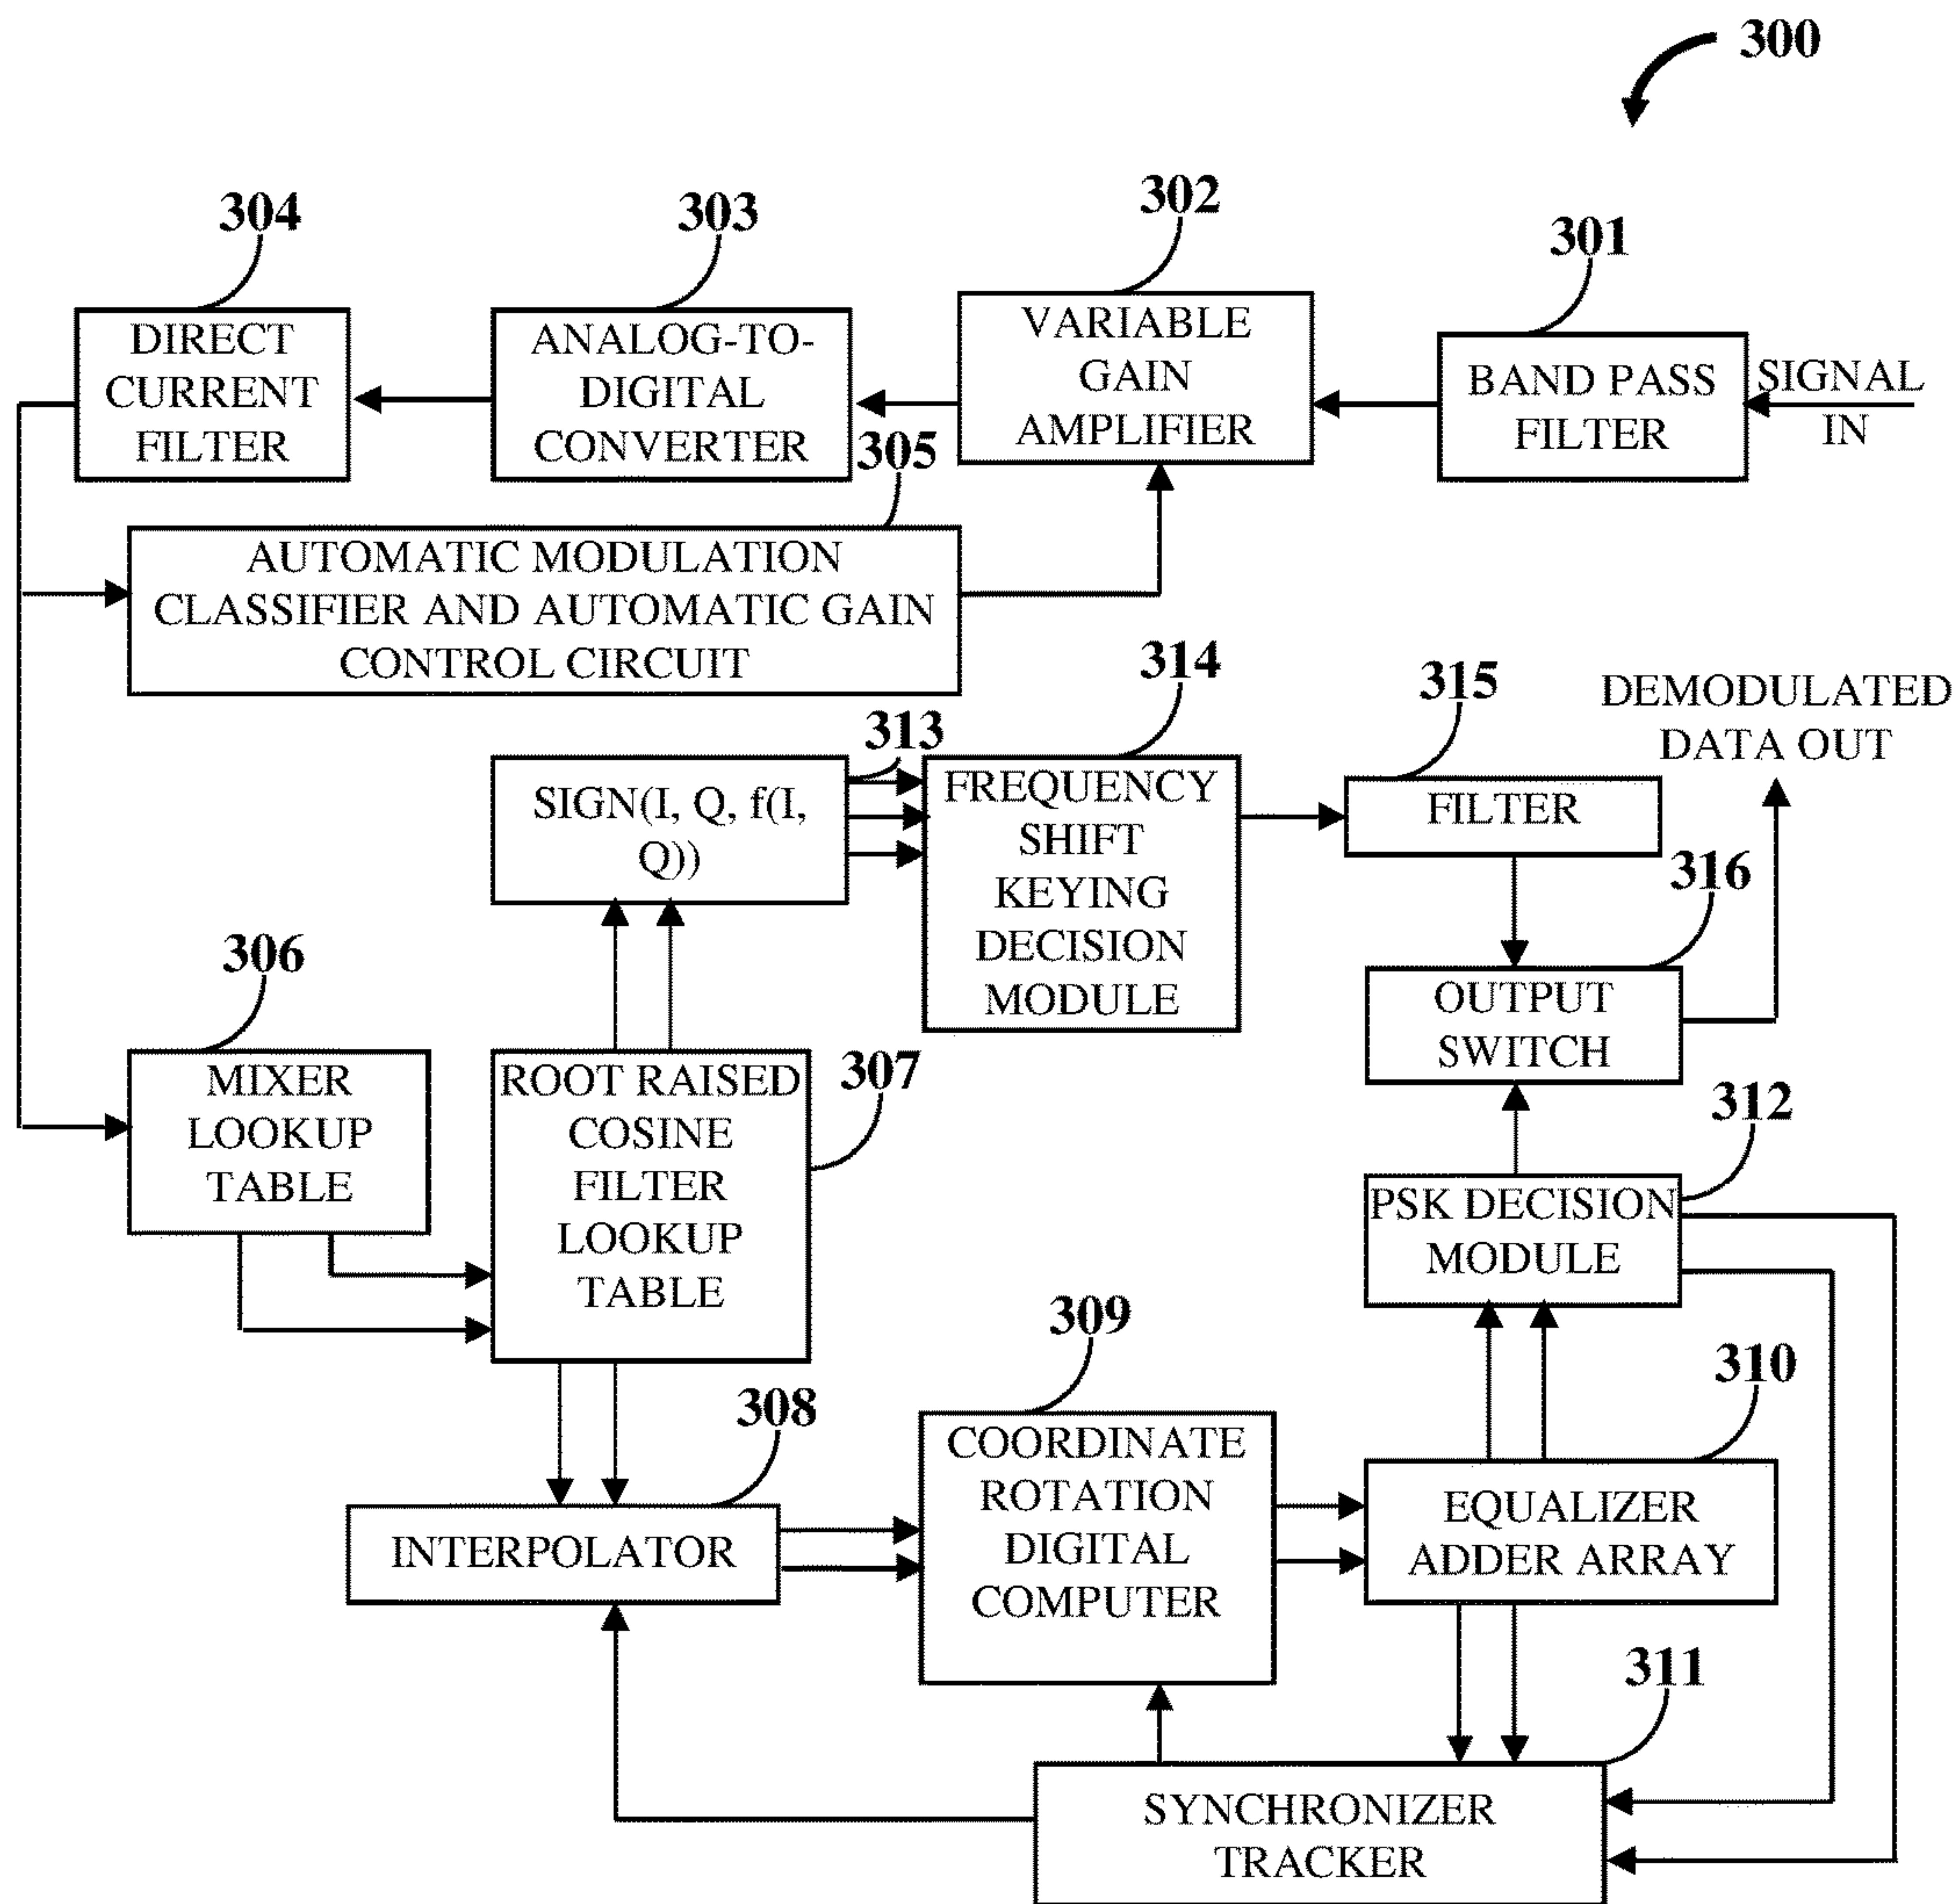 300
304
303
302
301
DIRECT
CURRENT
FILTER
ANALOG-TO-
DIGITAL
CONVERTER
VARIABLE
GAIN
AMPLIFIER
BAND PASS
FILTER
SIGNAL
IN
305
AUTOMATIC MODULATION
CLASSIFIER AND AUTOMATIC GAIN
CONTROL CIRCUIT
313
314
315
DEMODULATED
DATA OUT
SIGN(I, Q, f(I,
Q))
FREQUENCY
SHIFT
KEYING
DECISION
MODULE
FILTER
316
OUTPUT
SWITCH
306
MIXER
LOOKUP
TABLE
307
ROOT RAISED
COSINE
FILTER
LOOKUP
TABLE
312
PSK DECISION
MODULE
308
INTERPOLATOR
309
COORDINATE
ROTATION
DIGITAL
COMPUTER
310
EQUALIZER
ADDER ARRAY
311
SYNCHRONIZER
TRACKER